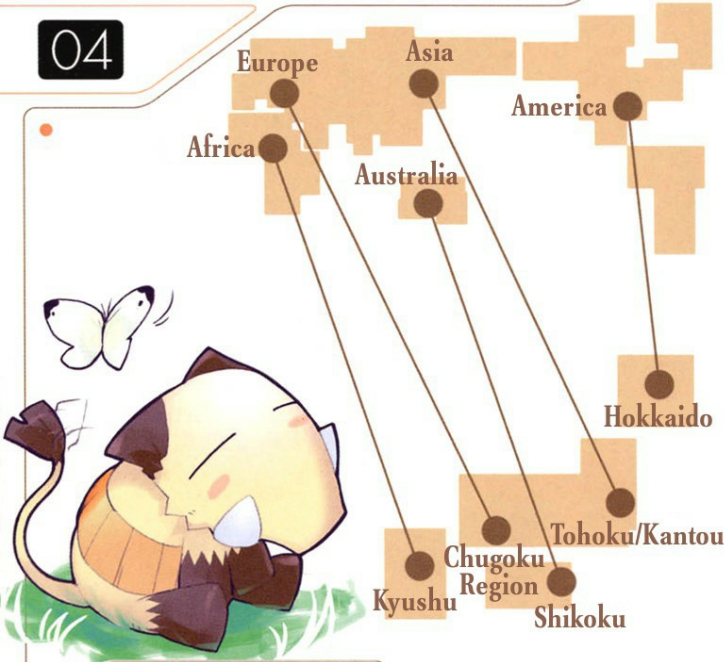 04
Europe
Asia
America
Africa
Australia
Hokkaido
Tohoku/Kantou
Chugoku
Region
Kyushu
Shikoku